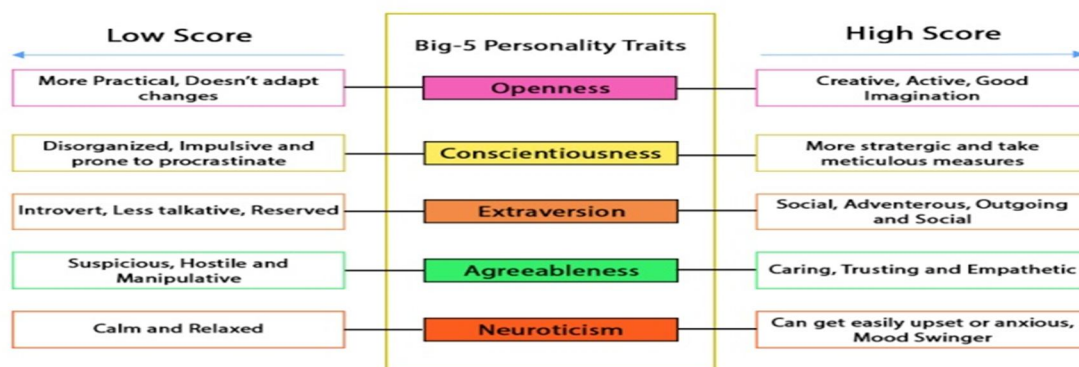 Low Score
Big-5 Personality Traits
High Score
More Practical, Doesn't adapt
changes
Openness
Creative, Active, Good
Imagination
Disorganized, Impulsive and
prone to procrastinate
Conscientiousness
More stratergic and take
meticulous measures
Introvert, Less talkative, Reserved
Extraversion
Social, Adventerous, Outgoing
and Social
Suspicious, Hostile and
Manipulative
Agreeableness
Caring, Trusting and Empathetic
Calm and Relaxed
Neuroticism
Can get easily upset or anxious,
Mood Swinger